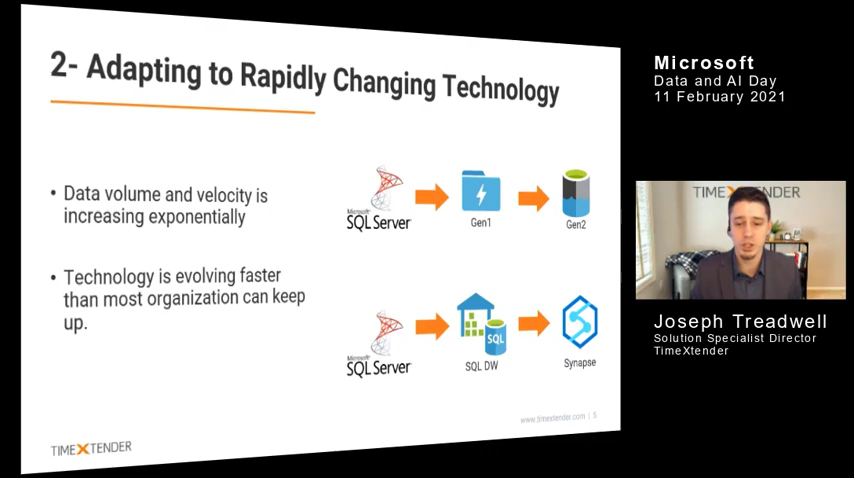 2- Adapting to Rapidly Changing Technology
• Data volume and velocity is
increasing exponentially
• Technology is evolving faster
than most organization can keep
up.
Microsoft
SQL Server
Gen1
Gen2
Microsoft
SQL Server
SQL
SQL DW
Synapse
www.timextender.com | 5
TIMEXTENDER
Microsoft
Data and AI Day
11 February 2021
TIMEXTENDER
Joseph Treadwell
Solution Specialist Director
TimeXtender